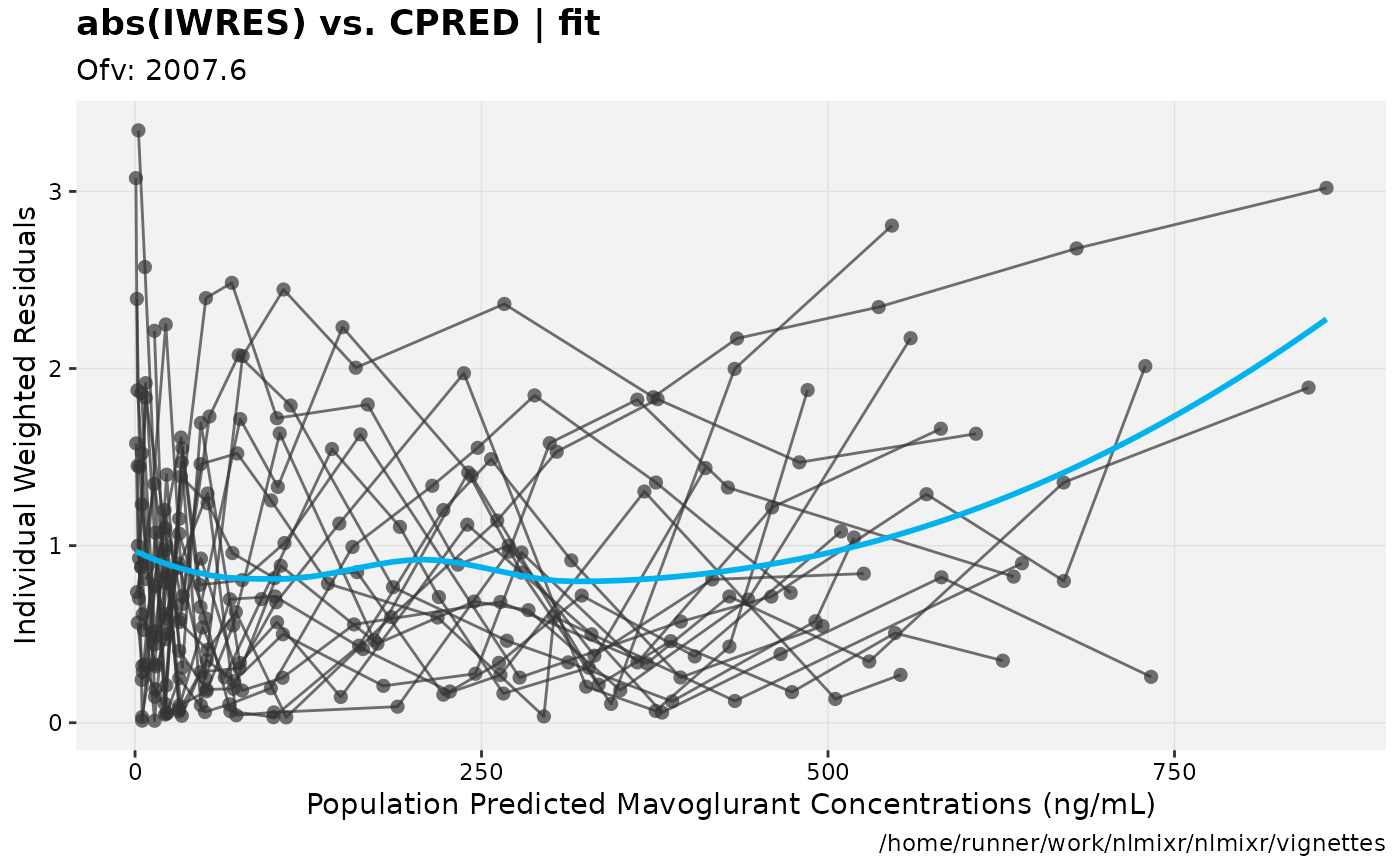 abs(IWRES) vs. CPRED | fit
Ofv: 2007.6
Individual Weighted Residuals
3
2
1
0
0 250 500 750
Population Predicted Mavoglurant Concentrations (ng/mL)
/home/runner/work/nlmixr/nlmixr/vignettes